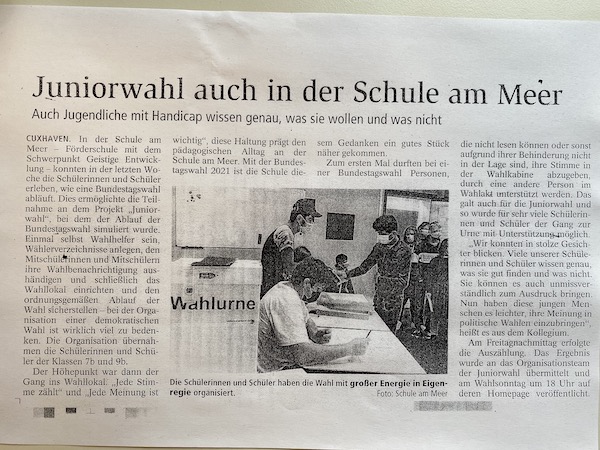 Juniorwahl auch in der Schule am Meer
Auch Jugendliche mit Handicap wissen genau, was sie wollen und was nicht
CUXHAVEN. In der Schule am
Meer – Förderschule mit dem
Schwerpunkt Geistige Entwick-
lung – konnten in der letzten Wo-
che die Schülerinnen und Schüler
erleben, wie eine Bundestagswahl
abläuft. Dies ermöglichte die Teil-
nahme an dem Projekt „Junior-
wahl“, bei dem der Ablauf der
Bundestagswahl simuliert wurde.
Einmal selbst Wahlhelfer sein,
Wählerverzeichnisse anlegen, den
Mitschülerinnen und Mitschülern
ihre Wahlbenachrichtigung aus-
händigen und schließlich das
Wahllokal einrichten und den
ordnungsgemäßen Ablauf der
Wahl sicherstellen – bei der Orga-
nisation einer demokratischen
Wahl ist wirklich viel zu beden-
ken. Die Organisation übernah-
men die Schülerinnen und Schü-
ler der Klassen 7b und 9b.
Der Höhepunkt war dann der
Gang ins Wahllokal. „Jede Stim-
me zählt“ und „Jede Meinung ist
wichtig“, diese Haltung prägt den
pädagogischen Alltag an der
Schule am Meer. Mit der Bundes-
tagswahl 2021 ist die Schule die-
sem Gedanken ein gutes Stück
näher gekommen.
Zum ersten Mal durften bei ei-
ner Bundestagswahl Personen,
die nicht lesen können oder sonst
aufgrund ihrer Behinderung nicht
in der Lage sind, ihre Stimme in
der Wahlkabine abzugeben,
durch eine andere Person im
Wahlakt unterstützt werden. Das
galt auch für die Juniorwahl und
so wurde für sehr viele Schülerin-
nen und Schüler der Gang zur
Urne mit Unterstützung möglich.
„Wir konnten in stolze Gesich-
ter blicken. Viele unserer Schüle-
rinnen und Schüler wissen genau,
was sie gut finden und was nicht.
Sie können es auch unmissver-
ständlich zum Ausdruck bringen.
Nun haben diese jungen Men-
schen es leichter, ihre Meinung in
politische Wahlen einzubringen“,
heißt es aus dem Kollegium.
Am Freitagnachmittag erfolgte
die Auszählung. Das Ergebnis
wurde an das Organisationsteam
der Juniorwahl übermittelt und
am Wahlsonntag um 18 Uhr auf
deren Homepage veröffentlicht.
Wahlurne
Die Schülerinnen und Schüler haben die Wahl mit großer Energie in Eigen-
regie organisiert.
Foto: Schule am Meer